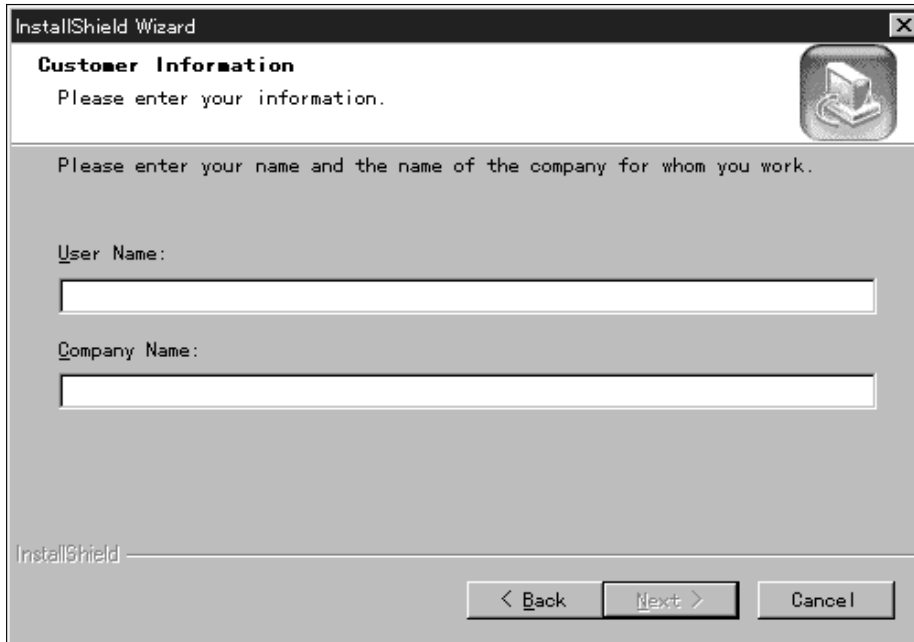 InstallShield Wizard
Customer Information
Please enter your information.
Please enter your name and the name of the company for whom you work.
User Name:
Company Name:
InstallShield
< Back
Next >
Cancel